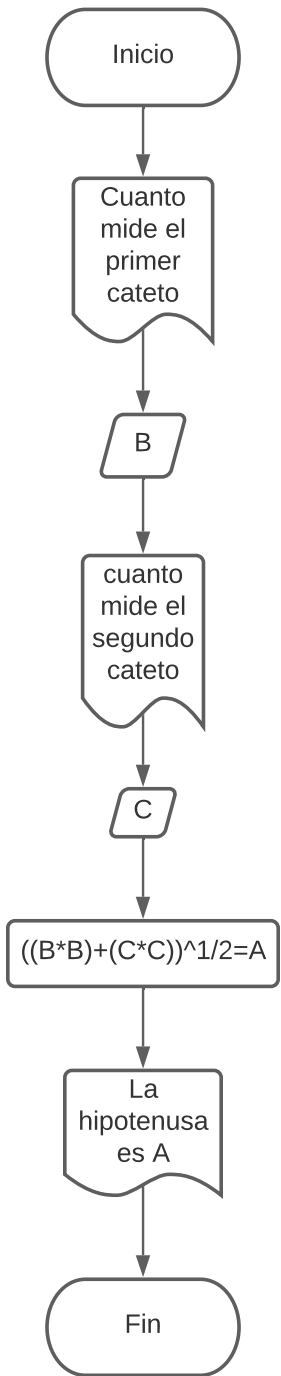 Inicio
Cuanto
mide el
primer
cateto
B
cuanto
mide el
segundo
cateto
C
((B*B)+(C*C))^1/2=A
La
hipotenusa
es A
Fin